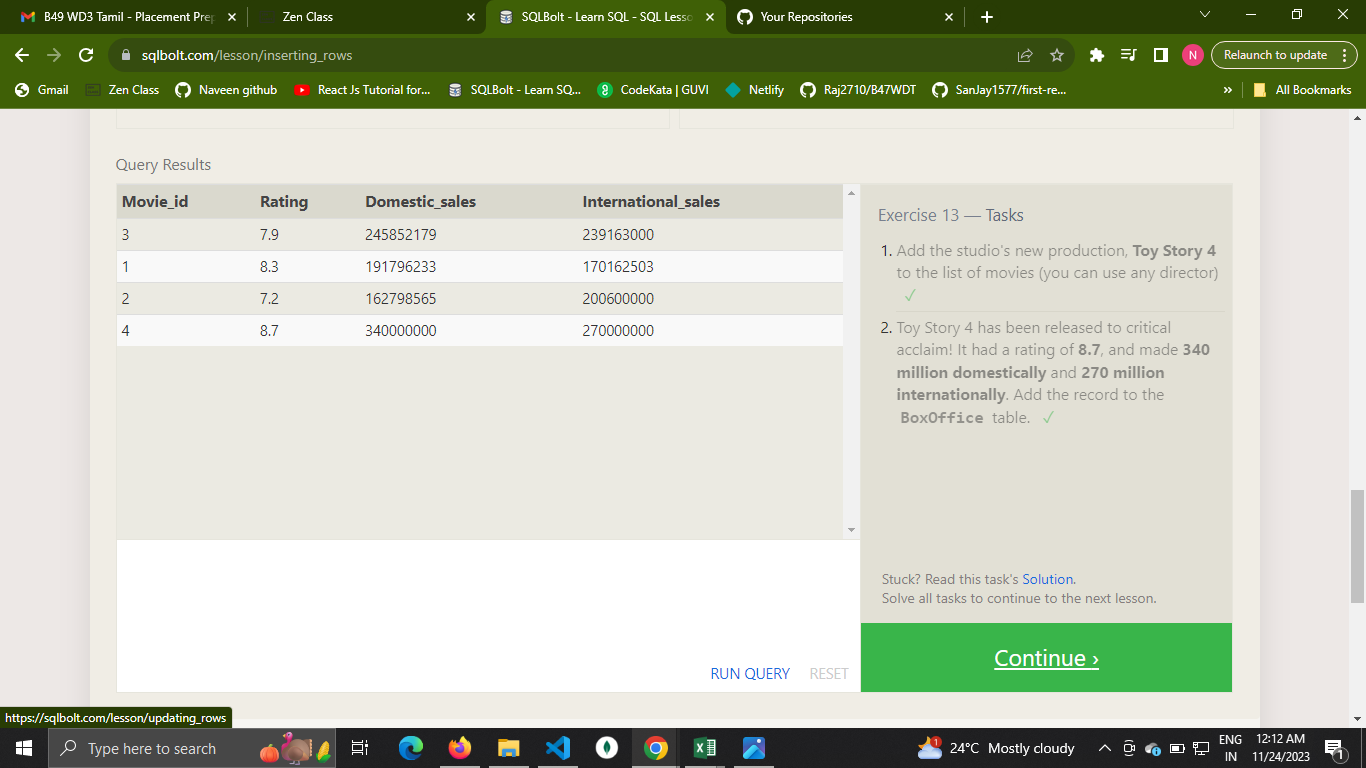 B49 WD3 Tamil - Placement Prep
Zen Class
SQLBolt - Learn SQL - SQL Lesso
Your Repositories
sqlbolt.com/lesson/inserting_rows
N
Relaunch to update
Gmail
Zen Class
Naveen github
React Js Tutorial for...
SQLBolt - Learn SQ...
CodeKata | GUVI
Netlify
Raj2710/B47WDT
SanJay1577/first-re...
»
All Bookmarks
Query Results
Movie_id Rating Domestic_sales International_sales
3 7.9 245852179 239163000
1 8.3 191796233 170162503
2 7.2 162798565 200600000
4 8.7 340000000 270000000
RUN QUERY RESET
Exercise 13 — Tasks
1. Add the studio's new production, Toy Story 4
to the list of movies (you can use any director)
✓
2. Toy Story 4 has been released to critical
acclaim! It had a rating of 8.7, and made 340
million domestically and 270 million
internationally. Add the record to the
BoxOffice table. ✓
Stuck? Read this task's Solution.
Solve all tasks to continue to the next lesson.
Continue ›
https://sqlbolt.com/lesson/updating_rows
Type here to search
1
24°C Mostly cloudy
ENG
IN
12:12 AM
11/24/2023
1